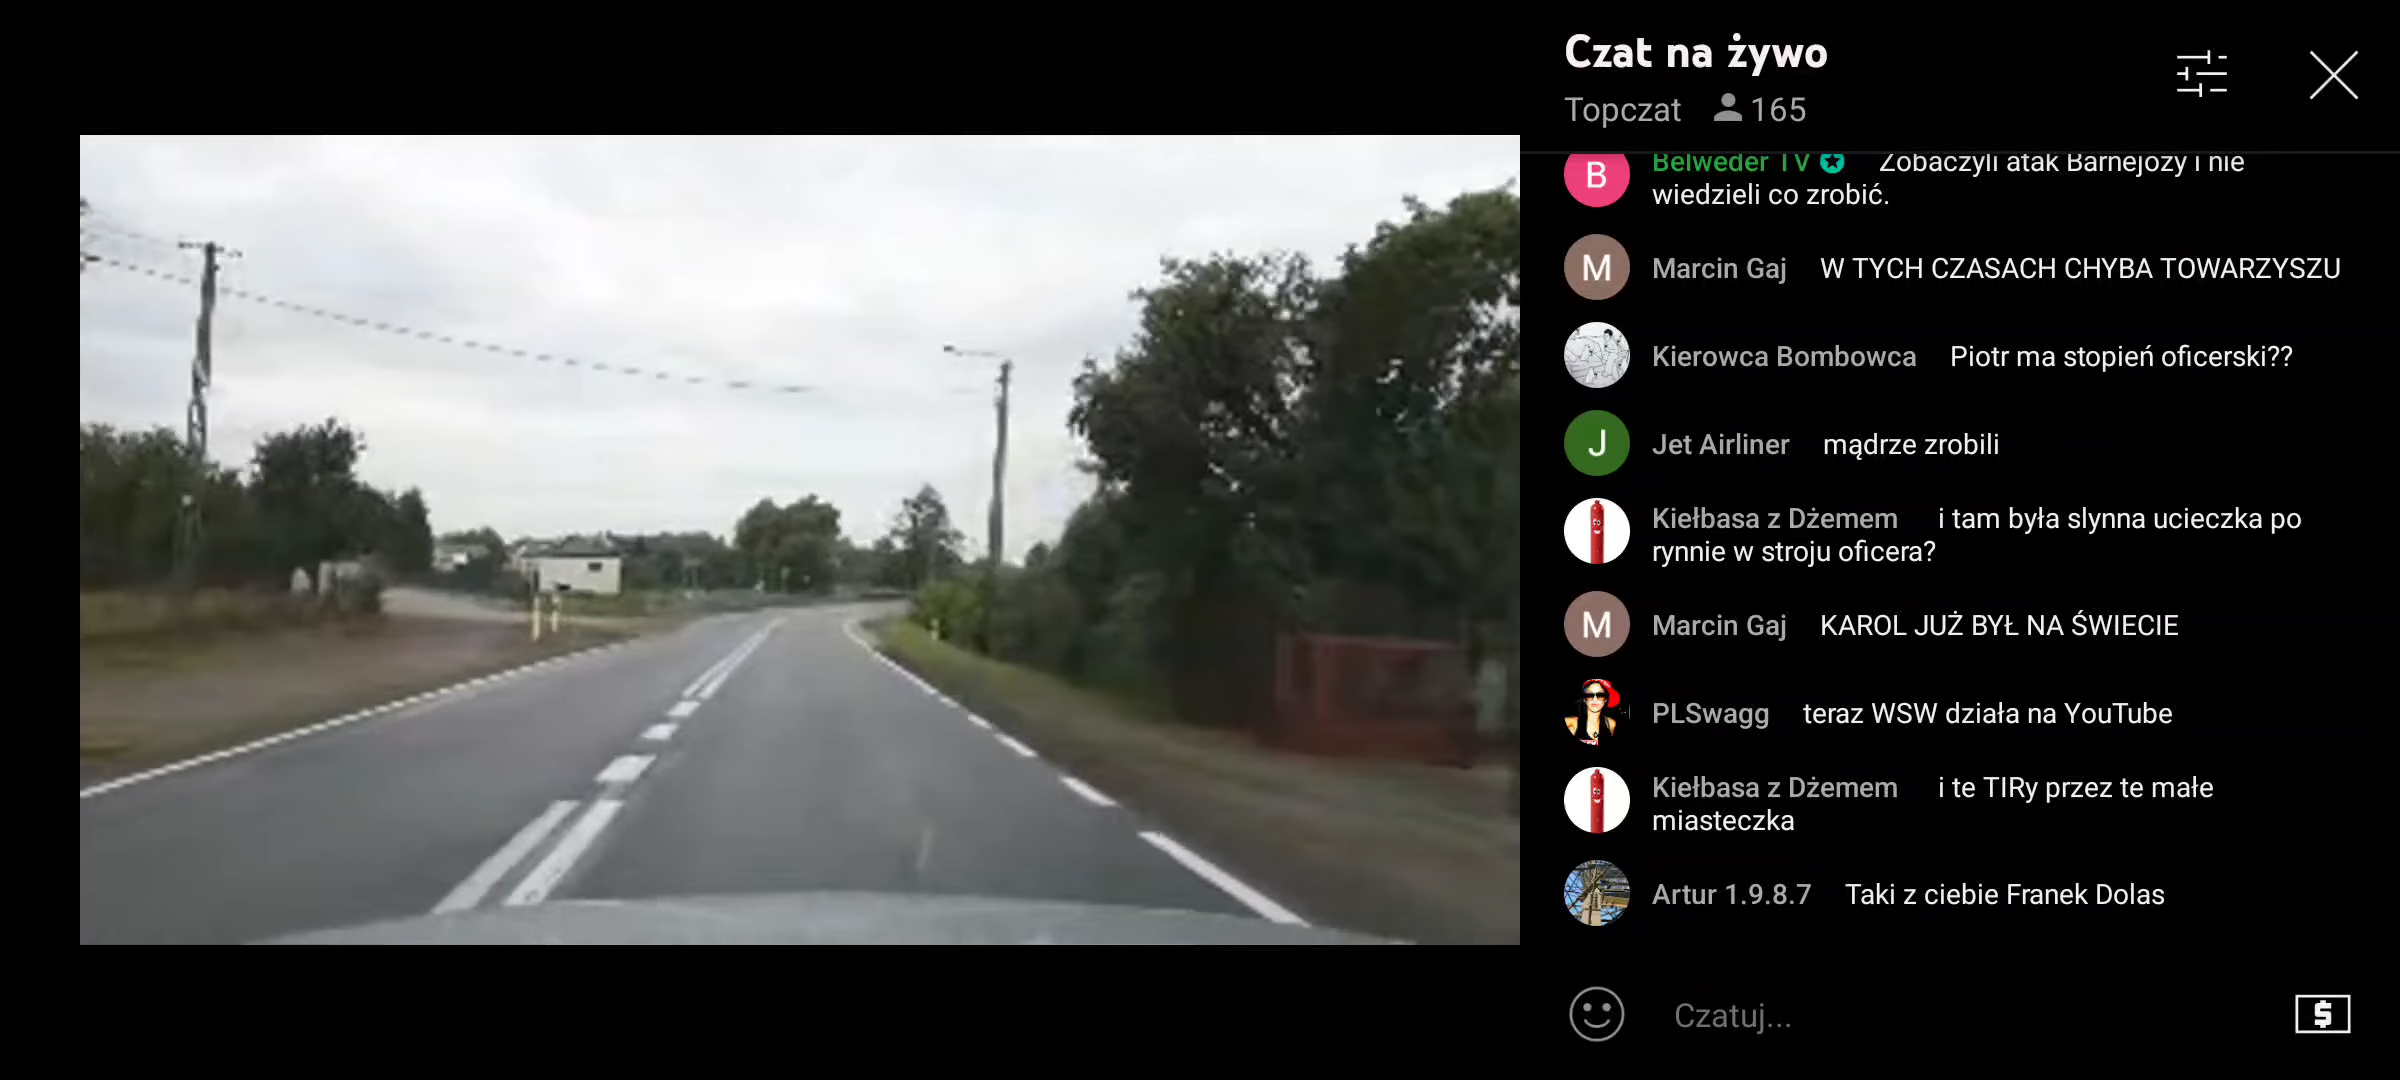 Czat na żywo
Topczat 165
B Belweder TV Zobaczyli atak Barnejozy i nie
wiedzieli co zrobić.
M Marcin Gaj W TYCH CZASACH CHYBA TOWARZYSZU
Kierowca Bombowca Piotr ma stopień oficerski??
J Jet Airliner mądrze zrobili
Kiełbasa z Dżemem i tam była slynna ucieczka po
rynnie w stroju oficera?
M Marcin Gaj KAROL JUŻ BYŁ NA ŚWIECIE
PLSwagg teraz WSW działa na YouTube
Kiełbasa z Dżemem i te TIRy przez te małe
miasteczka
Artur 1.9.8.7 Taki z ciebie Franek Dolas
Czatuj...
$